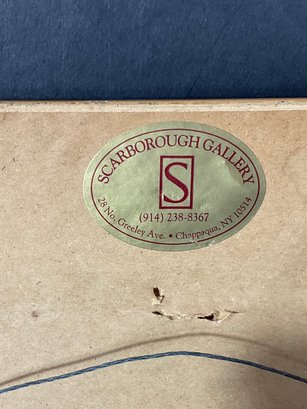 SCARBOROUGH GALLERY
S
(914) 238-8367
28 No. Greeley Ave. • Chappaqua, NY 10514